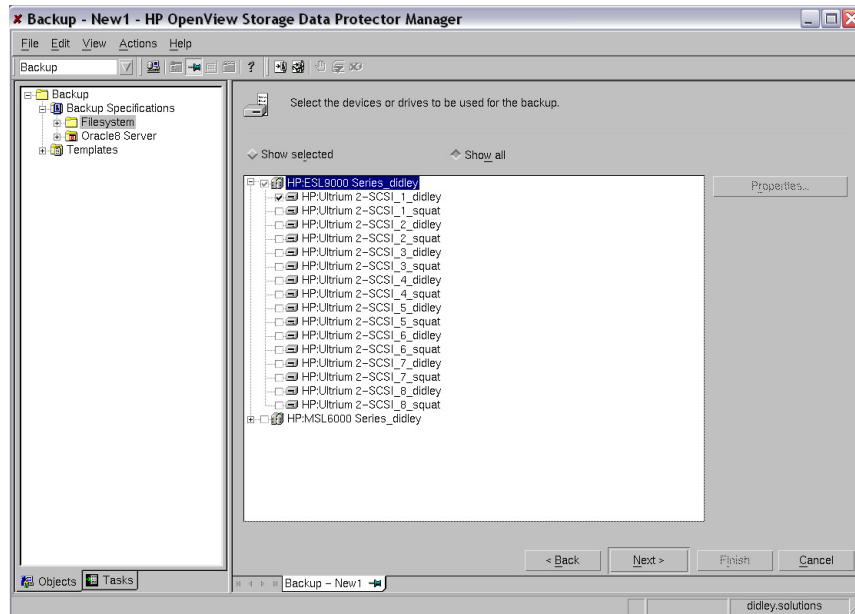 Backup - New1 - HP OpenView Storage Data Protector Manager
File Edit View Actions Help
Backup
Backup
Backup Specifications
Filesystem
Oracle8 Server
Templates
Select the devices or drives to be used for the backup.
Show selected
Show all
HP:ESL9000 Series_didley
HP:Ultrium 2-SCSI_1_didley
HP:Ultrium 2-SCSI_1_squat
HP:Ultrium 2-SCSI_2_didley
HP:Ultrium 2-SCSI_2_squat
HP:Ultrium 2-SCSI_3_didley
HP:Ultrium 2-SCSI_3_squat
HP:Ultrium 2-SCSI_4_didley
HP:Ultrium 2-SCSI_4_squat
HP:Ultrium 2-SCSI_5_didley
HP:Ultrium 2-SCSI_5_squat
HP:Ultrium 2-SCSI_6_didley
HP:Ultrium 2-SCSI_6_squat
HP:Ultrium 2-SCSI_7_didley
HP:Ultrium 2-SCSI_7_squat
HP:Ultrium 2-SCSI_8_didley
HP:Ultrium 2-SCSI_8_squat
HP:MSL6000 Series_didley
Properties...
< Back
Next >
Finish
Cancel
Objects
Tasks
Backup - New1
didley.solutions